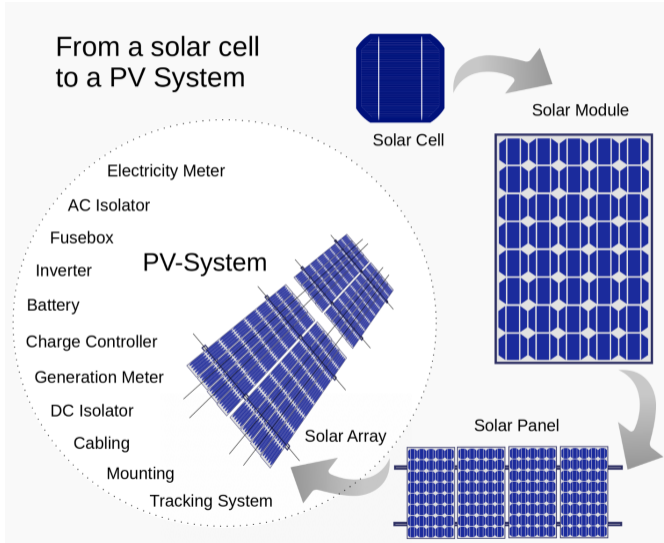 From a solar cell
to a PV System
Solar Cell
Solar Module
Electricity Meter
AC Isolator
Fusebox
PV-System
Inverter
Battery
Charge Controller
Generation Meter
DC Isolator
Cabling
Mounting
Tracking System
Solar Array
Solar Panel